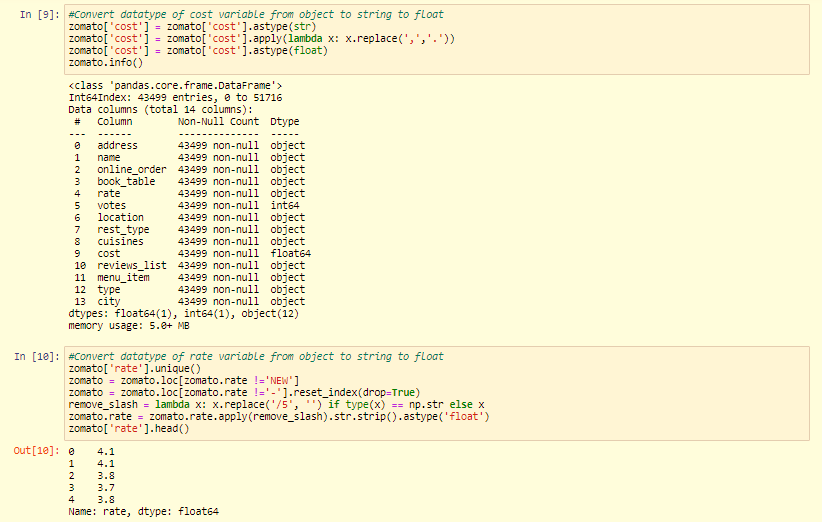 In [9]: #Convert datatype of cost variable from object to string to float
zomato['cost'] = zomato['cost'].astype(str)
zomato['cost'] = zomato['cost'].apply(lambda x: x.replace(',','.'))
zomato['cost'] = zomato['cost'].astype(float)
zomato.info()
<class 'pandas.core.frame.DataFrame'>
Int64Index: 43499 entries, 0 to 51716
Data columns (total 14 columns):
 #   Column        Non-Null Count  Dtype
---  ------        --------------  -----
 0   address       43499 non-null  object
 1   name          43499 non-null  object
 2   online_order  43499 non-null  object
 3   book_table    43499 non-null  object
 4   rate          43499 non-null  object
 5   votes         43499 non-null  int64
 6   location      43499 non-null  object
 7   rest_type     43499 non-null  object
 8   cuisines      43499 non-null  object
 9   cost          43499 non-null  float64
 10  reviews_list  43499 non-null  object
 11  menu_item     43499 non-null  object
 12  type          43499 non-null  object
 13  city          43499 non-null  object
dtypes: float64(1), int64(1), object(12)
memory usage: 5.0+ MB
In [10]: #Convert datatype of rate variable from object to string to float
zomato['rate'].unique()
zomato = zomato.loc[zomato.rate !='NEW']
zomato = zomato.loc[zomato.rate !='-'].reset_index(drop=True)
remove_slash = lambda x: x.replace('/5', '') if type(x) == np.str else x
zomato.rate = zomato.rate.apply(remove_slash).str.strip().astype('float')
zomato['rate'].head()
Out[10]: 0    4.1
1    4.1
2    3.8
3    3.7
4    3.8
Name: rate, dtype: float64